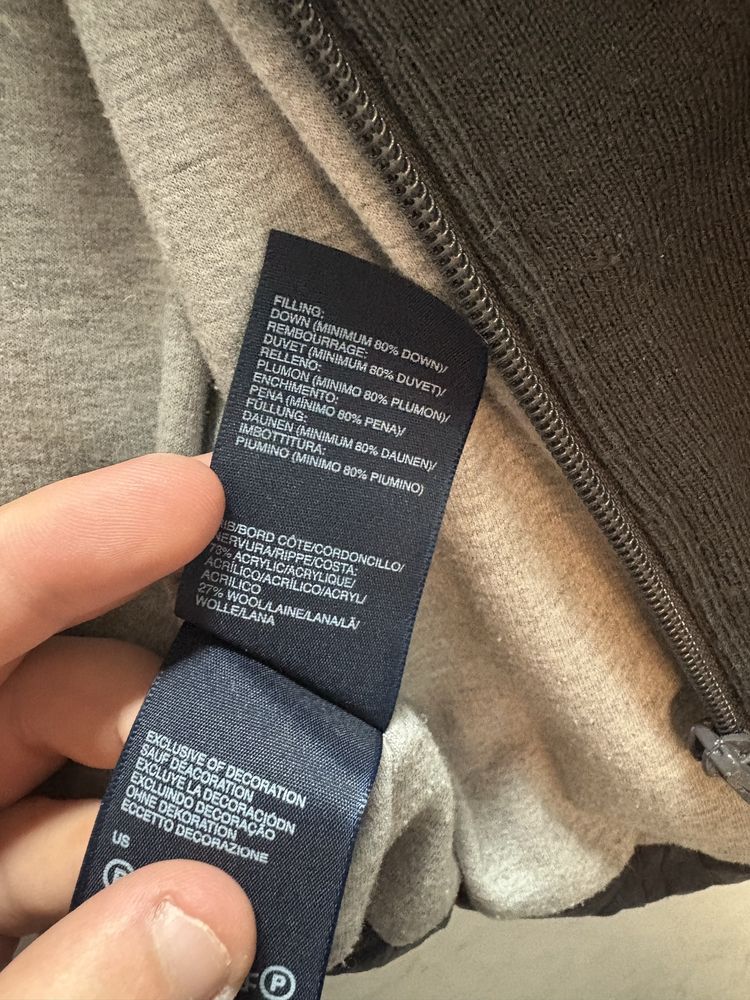 FILLING:
DOWN (MINIMUM 80% DOWN)/
REMBOURRAGE:
DUVET (MINIMUM 80% DUVET)/
RELLENO:
PLUMON (MINIMO 80% PLUMON)/
ENCHIMENTO:
PENA (MÍNIMO 80% PENA)/
FÜLLUNG:
DAUNEN (MINIMUM 80% DAUNEN)/
IMBOTTITURA:
PIUMINO (MINIMO 80% PIUMINO)
RIB/BORD CÔTE/CORDONCILLO/
NERVURA/RIPPE/COSTA:
73% ACRYLIC/ACRYLIQUE/
ACRÍLICO/ACRÍLICO/ACRYL/
ACRILICO
27% WOOL/LAINE/LANA/LÃ/
WOLLE/LANA
EXCLUSIVE OF DECORATION
SAUF DÉACORATION
EXCLUYE LA DECORACIÓDN
EXCLUINDO DECORAÇÃO
OHNE DEKORATION
ECCETTO DECORAZIONE
US
P